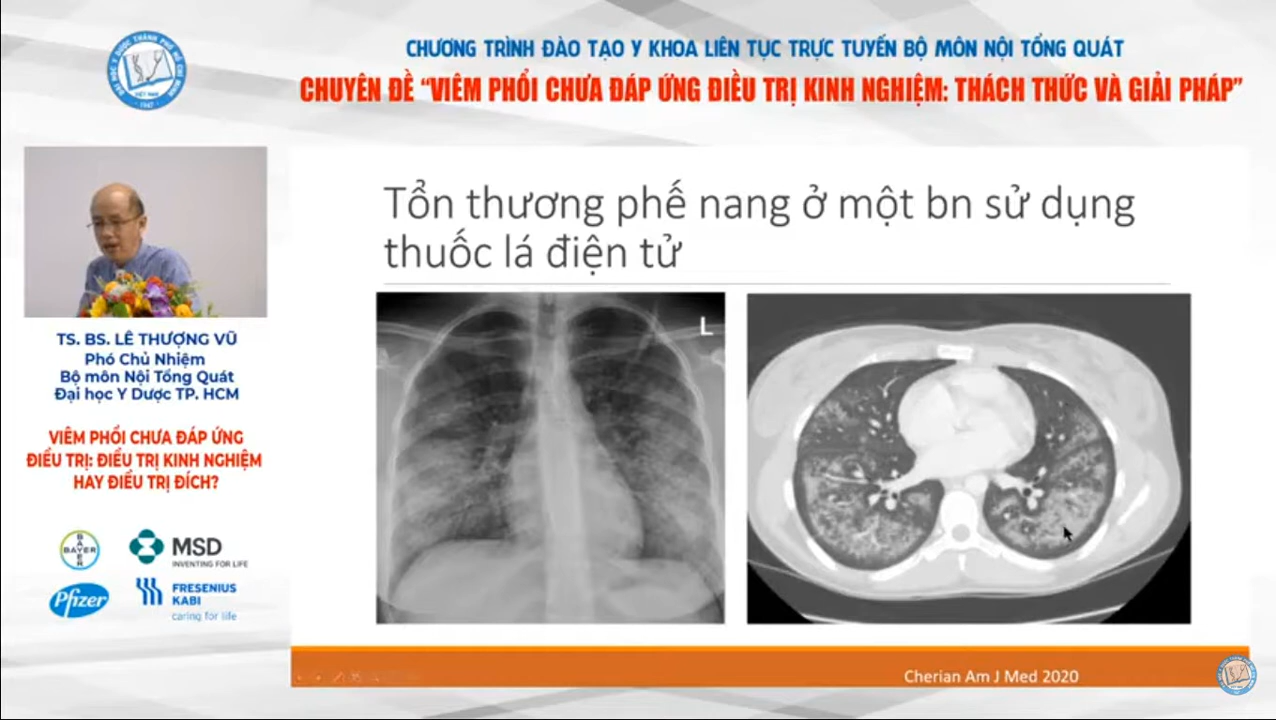 CHƯƠNG TRÌNH ĐÀO TẠO Y KHOA LIÊN TỤC TRỰC TUYẾN BỘ MÔN NỘI TỔNG QUÁT
CHUYÊN ĐỀ “VIÊM PHỔI CHƯA ĐÁP ỨNG ĐIỀU TRỊ KINH NGHIỆM: THÁCH THỨC VÀ GIẢI PHÁP”
TS. BS. LÊ THƯỢNG VŨ
Phó Chủ Nhiệm
Bộ môn Nội Tổng Quát
Đại học Y Dược TP. HCM
VIÊM PHỔI CHƯA ĐÁP ỨNG
ĐIỀU TRỊ: ĐIỀU TRỊ KINH NGHIỆM
HAY ĐIỀU TRỊ ĐÍCH?
BAYER
MSD
INVENTING FOR LIFE
Pfizer
FRESENIUS
KABI
caring for life
Tổn thương phế nang ở một bn sử dụng
thuốc lá điện tử
L
Cherian Am J Med 2020